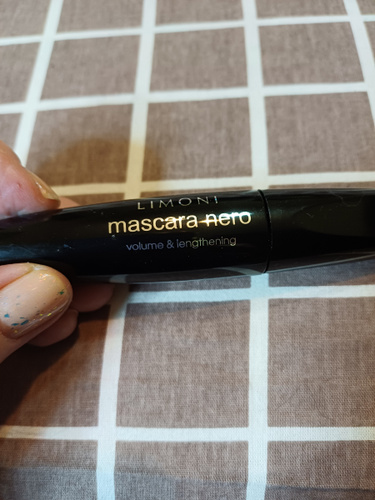 LIMONI
mascara nero
volume & lengthening